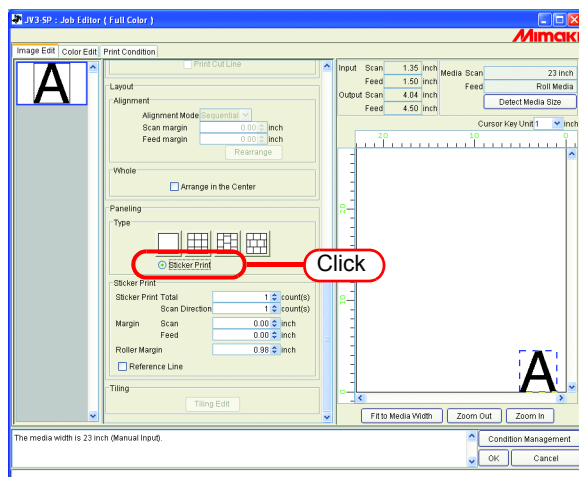 JV3-SP : Job Editor ( Full Color )
Mimaki
Image Edit Color Edit Print Condition
A
Print Cut Line
Layout
Alignment
Alignment Mode Sequential
Scan margin 0.00 inch
Feed margin 0.00 inch
Rearrange
Whole
Arrange in the Center
Paneling
Type
Sticker Print
Click
Sticker Print
Sticker Print Total 1 count(s)
Scan Direction 1 count(s)
Margin Scan 0.00 inch
Feed 0.00 inch
Roller Margin 0.98 inch
Reference Line
Tiling
Tiling Edit
Input Scan 1.35 inch
Feed 1.50 inch
Output Scan 4.04 inch
Feed 4.50 inch
Media Scan 23 inch
Feed Roll Media
Detect Media Size
Cursor Key Unit 1 inch
20 10 0
20
10
0
A
Fit to Media Width Zoom Out Zoom In
The media width is 23 inch (Manual Input).
Condition Management
OK Cancel